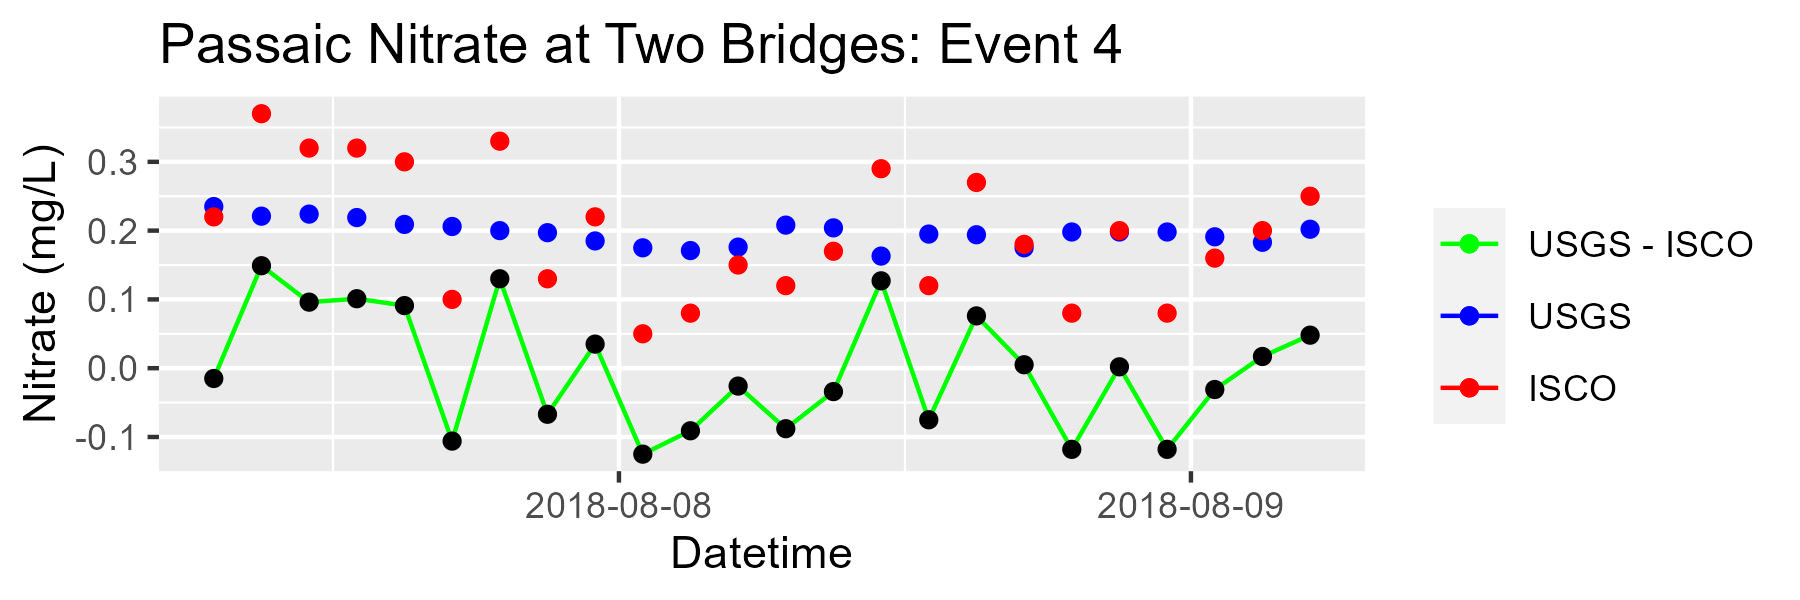 Passaic Nitrate at Two Bridges: Event 4
Nitrate (mg/L)
0.3
0.2
0.1
0.0
-0.1
2018-08-08
2018-08-09
Datetime
USGS - ISCO
USGS
ISCO